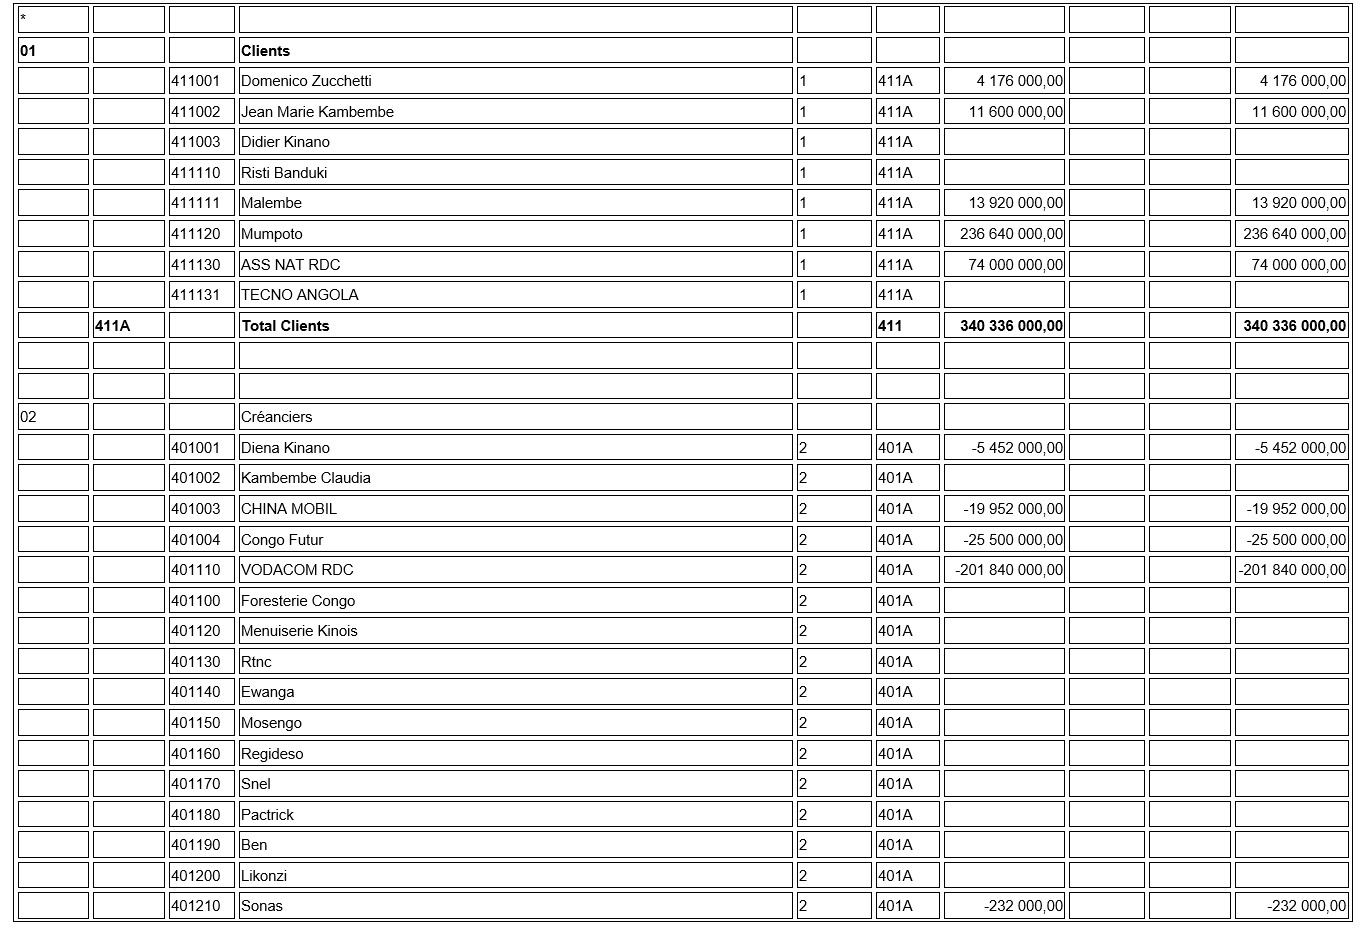 *
01 Clients
411001 Domenico Zucchetti 1 411A 4 176 000,00 4 176 000,00
411002 Jean Marie Kambembe 1 411A 11 600 000,00 11 600 000,00
411003 Didier Kinano 1 411A
411110 Risti Banduki 1 411A
411111 Malembe 1 411A 13 920 000,00 13 920 000,00
411120 Mumpoto 1 411A 236 640 000,00 236 640 000,00
411130 ASS NAT RDC 1 411A 74 000 000,00 74 000 000,00
411131 TECNO ANGOLA 1 411A
411A Total Clients 411 340 336 000,00 340 336 000,00
02 Créanciers
401001 Diena Kinano 2 401A -5 452 000,00 -5 452 000,00
401002 Kambembe Claudia 2 401A
401003 CHINA MOBIL 2 401A -19 952 000,00 -19 952 000,00
401004 Congo Futur 2 401A -25 500 000,00 -25 500 000,00
401110 VODACOM RDC 2 401A -201 840 000,00 -201 840 000,00
401100 Foresterie Congo 2 401A
401120 Menuiserie Kinois 2 401A
401130 Rtnc 2 401A
401140 Ewanga 2 401A
401150 Mosengo 2 401A
401160 Regideso 2 401A
401170 Snel 2 401A
401180 Pactrick 2 401A
401190 Ben 2 401A
401200 Likonzi 2 401A
401210 Sonas 2 401A -232 000,00 -232 000,00